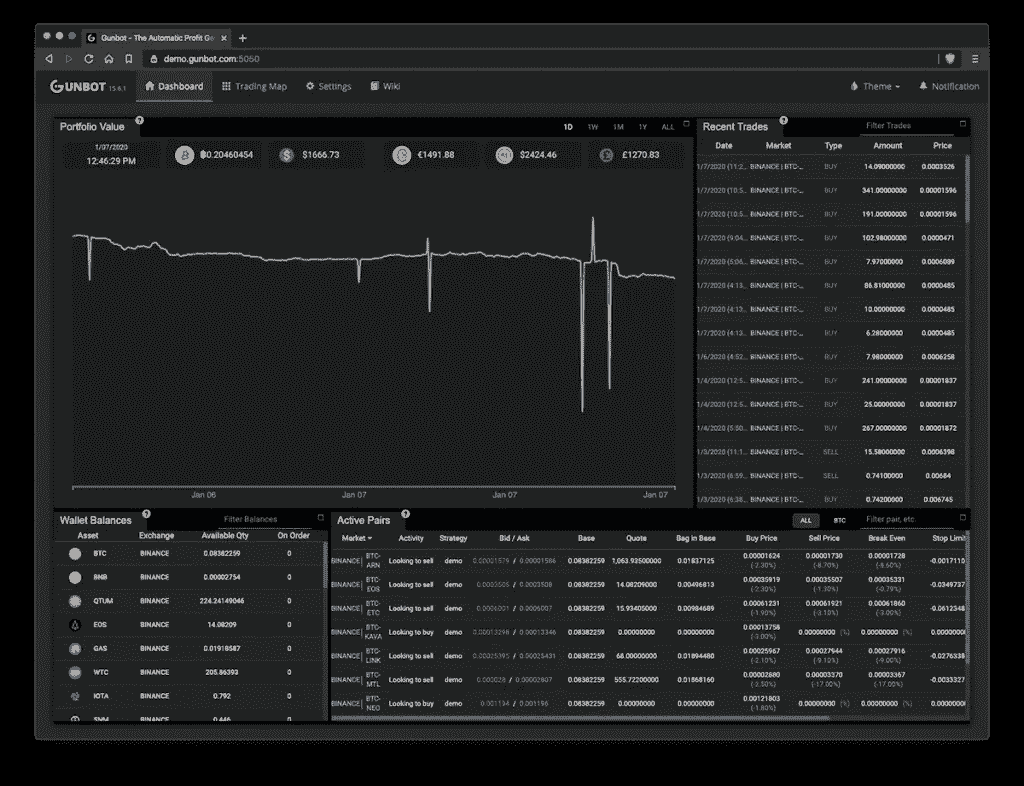 Gunbot - The Automatic Profit Ge
demo.gunbot.com:5050
GUNBOT 15.6.1 Dashboard Trading Map Settings Wiki Theme Notification
Portfolio Value ? 1D 1W 1M 1Y ALL
1/07/2020
12:46:29 PM
฿0.20460454 $1666.73 €1491.88 $2424.46 £1270.83
Jan 06 Jan 07 Jan 07 Jan 07
Recent Trades ? Filter Trades
Date Market Type Amount Price
1/7/2020 (11:2... BINANCE | BTC-... BUY 14.09000000 0.0003526
1/7/2020 (10:5... BINANCE | BTC-... BUY 341.00000000 0.00001596
1/7/2020 (10:5... BINANCE | BTC-... BUY 191.00000000 0.00001596
1/7/2020 (9:04... BINANCE | BTC-... BUY 102.98000000 0.0000471
1/7/2020 (5:06... BINANCE | BTC-... BUY 7.97000000 0.0006089
1/7/2020 (4:13... BINANCE | BTC-... BUY 86.81000000 0.0000485
1/7/2020 (4:13... BINANCE | BTC-... BUY 10.00000000 0.0000485
1/7/2020 (4:13... BINANCE | BTC-... BUY 6.28000000 0.0000485
1/6/2020 (4:52... BINANCE | BTC-... BUY 7.98000000 0.0006258
1/4/2020 (12:5... BINANCE | BTC-... BUY 241.00000000 0.00001837
1/4/2020 (12:5... BINANCE | BTC-... BUY 25.00000000 0.00001837
1/4/2020 (5:50... BINANCE | BTC-... BUY 267.00000000 0.00001872
1/3/2020 (11:1... BINANCE | BTC-... SELL 15.58000000 0.0006398
1/3/2020 (6:59... BINANCE | BTC-... SELL 0.74100000 0.00684
1/3/2020 (6:38... BINANCE | BTC-... BUY 0.74200000 0.006745
Wallet Balances ? Filter Balances
Asset Exchange Available Qty On Order
BTC BINANCE 0.08382259 0
BNB BINANCE 0.00002754 0
QTUM BINANCE 224.24149046 0
EOS BINANCE 14.08209 0
GAS BINANCE 0.01918587 0
WTC BINANCE 205.86393 0
IOTA BINANCE 0.792 0
SNM BINANCE 0.446 0
Active Pairs ? ALL BTC Filter pair, etc.
Market Activity Strategy Bid / Ask Base Quote Bag in Base Buy Price Sell Price Break Even Stop Limit
BINANCE| BTC-ARN Looking to sell demo 0.00001579 / 0.00001586 0.08382259 1,063.93500000 0.01837125 0.00001624 (-2.30%) 0.00001730 (-8.70%) 0.00001728 (-8.60%) -0.0017110
BINANCE| BTC-EOS Looking to sell demo 0.0003505 / 0.0003508 0.08382259 14.08209000 0.00496813 0.00035919 (-2.30%) 0.00035507 (-1.30%) 0.00035331 (-0.79%) -0.0349737
BINANCE| BTC-ETC Looking to sell demo 0.0006001 / 0.0006007 0.08382259 15.93405000 0.00984689 0.00061231 (-1.90%) 0.00061921 (-3.10%) 0.00061860 (-3.00%) -0.0612348
BINANCE| BTC-KAVA Looking to buy demo 0.00013298 / 0.00013346 0.08382259 0.00000000 0.00000000 0.00013758 (-3.00%) 0.00000000 (%) 0.00000000 (%) 0.0000000
BINANCE| BTC-LINK Looking to sell demo 0.00025395 / 0.00025431 0.08382259 68.00000000 0.01894480 0.00025967 (-2.10%) 0.00027944 (-9.10%) 0.00027916 (-9.00%) -0.0276338
BINANCE| BTC-MTL Looking to sell demo 0.000028 / 0.00002807 0.08382259 555.72200000 0.01868160 0.00002880 (-2.50%) 0.00003370 (-17.00%) 0.00003367 (-17.00%) -0.0033327
BINANCE| BTC-NEO Looking to buy demo 0.001194 / 0.001196 0.08382259 0.00000000 0.00000000 0.00121803 (-1.80%) 0.00000000 (%) 0.00000000 (%) 0.0000000